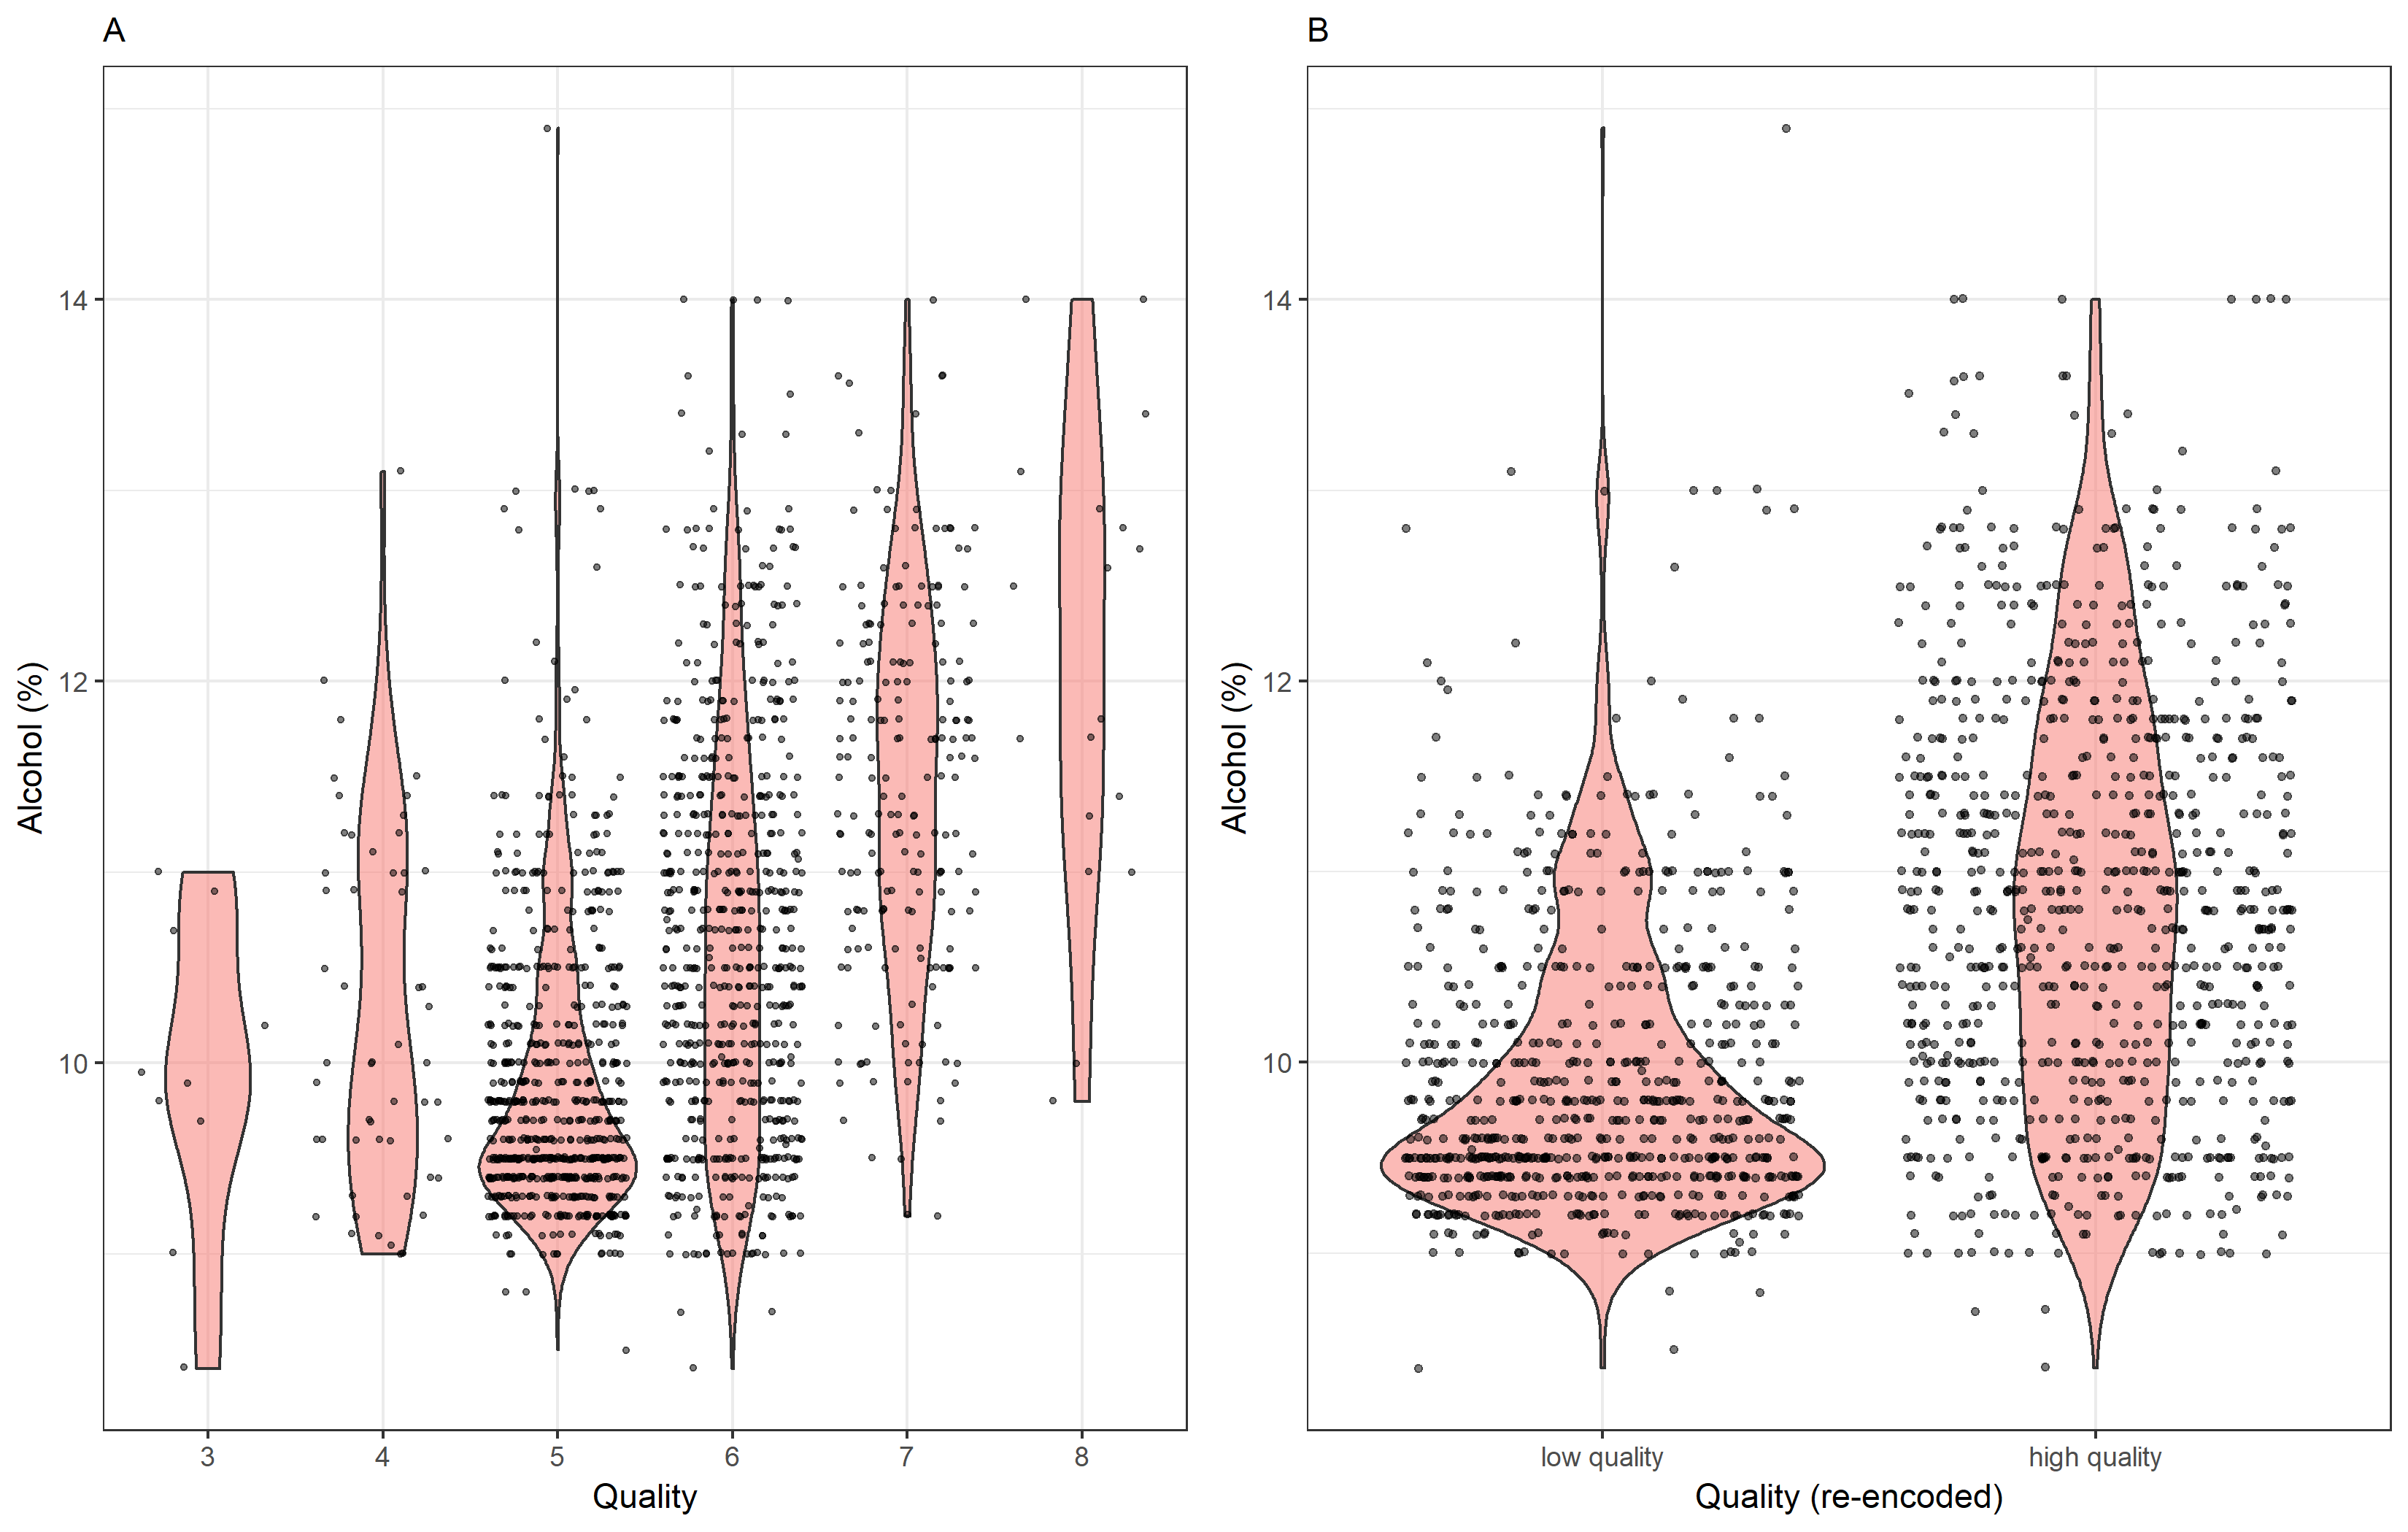 A
Alcohol (%)
14
12
10
3 4 5 6 7 8
Quality
B
Alcohol (%)
14
12
10
low quality high quality
Quality (re-encoded)